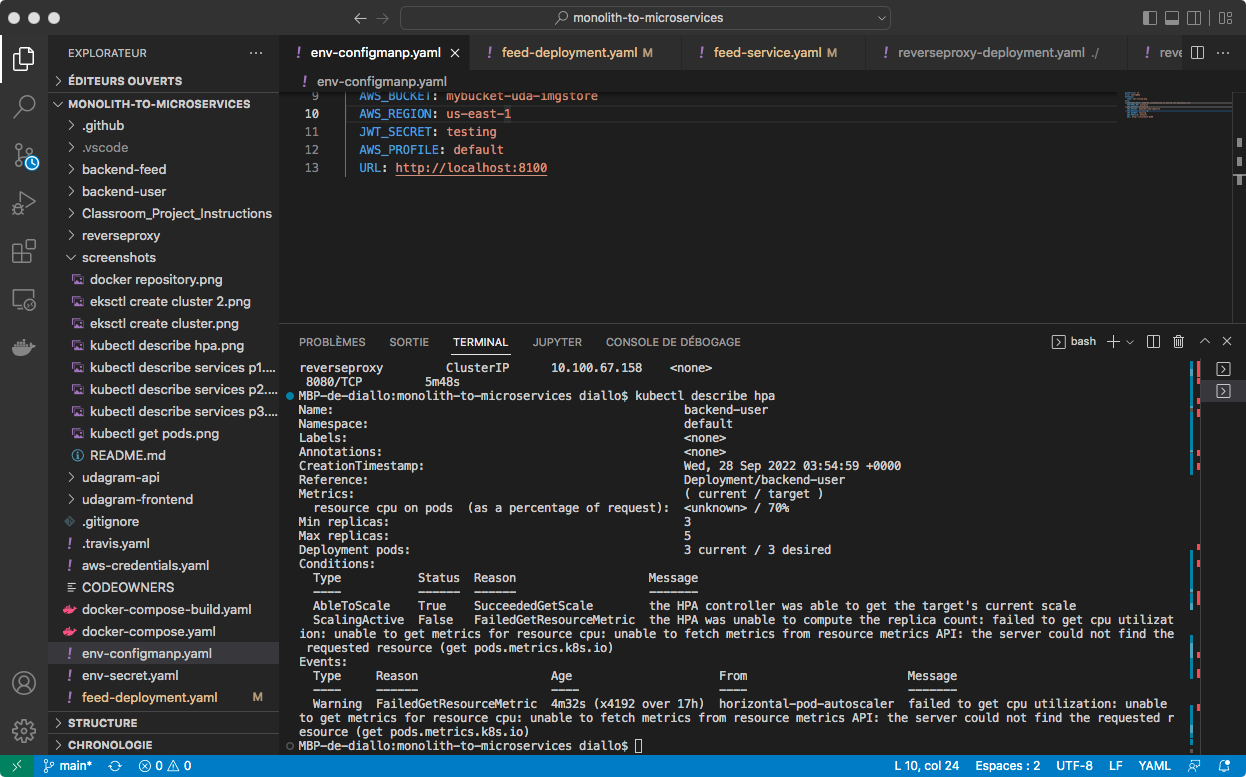 monolith-to-microservices
EXPLORATEUR
ÉDITEURS OUVERTS
MONOLITH-TO-MICROSERVICES
.github
.vscode
backend-feed
backend-user
Classroom_Project_Instructions
reverseproxy
screenshots
docker repository.png
eksctl create cluster 2.png
eksctl create cluster.png
kubectl describe hpa.png
kubectl describe services p1....
kubectl describe services p2....
kubectl describe services p3....
kubectl get pods.png
README.md
udagram-api
udagram-frontend
.gitignore
.travis.yaml
aws-credentials.yaml
CODEOWNERS
docker-compose-build.yaml
docker-compose.yaml
env-configmanp.yaml
env-secret.yaml
feed-deployment.yaml M
STRUCTURE
CHRONOLOGIE
! env-configmanp.yaml
! feed-deployment.yaml M
! feed-service.yaml M
! reverseproxy-deployment.yaml ./
! reve
! env-configmanp.yaml
9 AWS_BUCKET: mybucket-uda-imgstore
10 AWS_REGION: us-east-1
11 JWT_SECRET: testing
12 AWS_PROFILE: default
13 URL: http://localhost:8100
PROBLÈMES SORTIE TERMINAL JUPYTER CONSOLE DE DÉBOGAGE
bash
reverseproxy ClusterIP 10.100.67.158 <none>
8080/TCP 5m48s
MBP-de-diallo:monolith-to-microservices diallo$ kubectl describe hpa
Name: backend-user
Namespace: default
Labels: <none>
Annotations: <none>
CreationTimestamp: Wed, 28 Sep 2022 03:54:59 +0000
Reference: Deployment/backend-user
Metrics: ( current / target )
resource cpu on pods (as a percentage of request): <unknown> / 70%
Min replicas: 3
Max replicas: 5
Deployment pods: 3 current / 3 desired
Conditions:
Type Status Reason Message
---- ------ ------ -------
AbleToScale True SucceededGetScale the HPA controller was able to get the target's current scale
ScalingActive False FailedGetResourceMetric the HPA was unable to compute the replica count: failed to get cpu utilizat
ion: unable to get metrics for resource cpu: unable to fetch metrics from resource metrics API: the server could not find the
requested resource (get pods.metrics.k8s.io)
Events:
Type Reason Age From Message
---- ------ ---- ---- -------
Warning FailedGetResourceMetric 4m32s (x4192 over 17h) horizontal-pod-autoscaler failed to get cpu utilization: unable
to get metrics for resource cpu: unable to fetch metrics from resource metrics API: the server could not find the requested r
esource (get pods.metrics.k8s.io)
MBP-de-diallo:monolith-to-microservices diallo$
main* 0 0 L 10, col 24 Espaces : 2 UTF-8 LF YAML